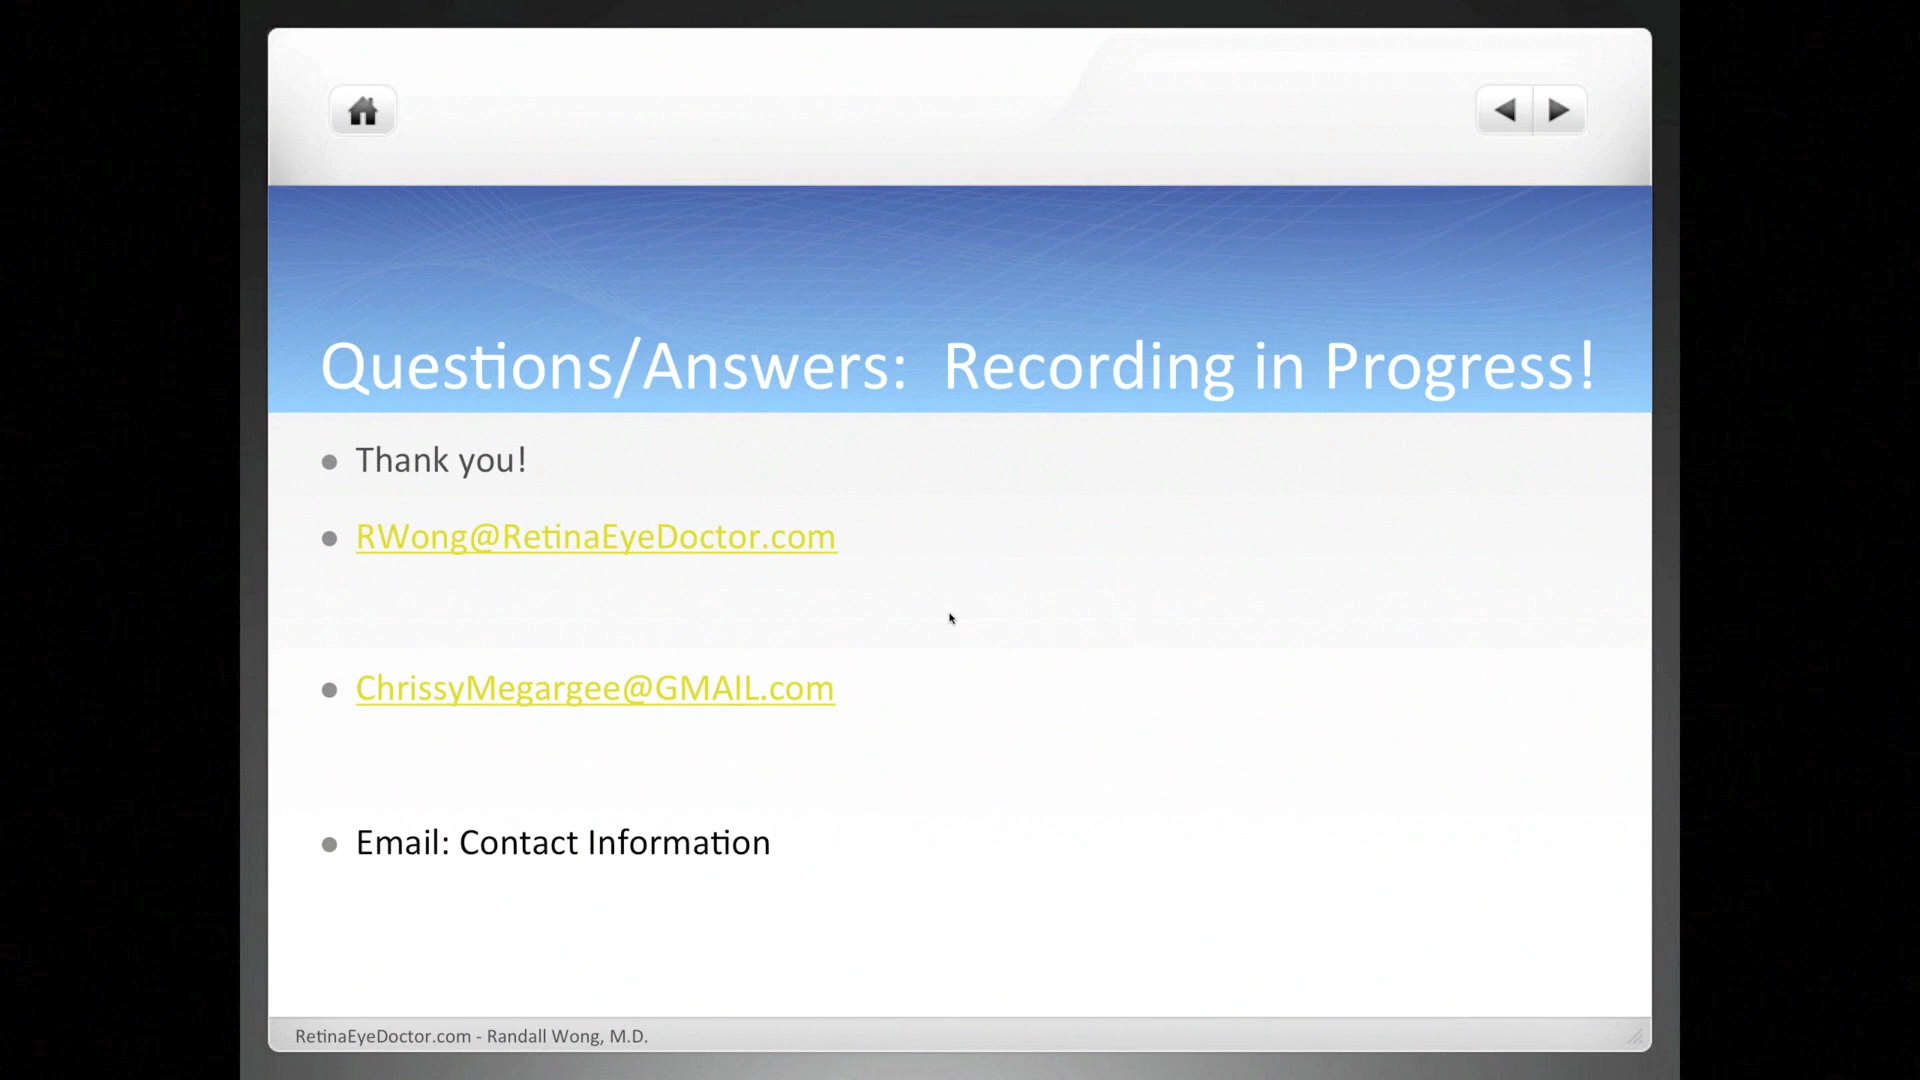 Questions/Answers:  Recording in Progress!
Thank you!
RWong@RetinaEyeDoctor.com
ChrissyMegargee@GMAIL.com
Email: Contact Information
RetinaEyeDoctor.com - Randall Wong, M.D.